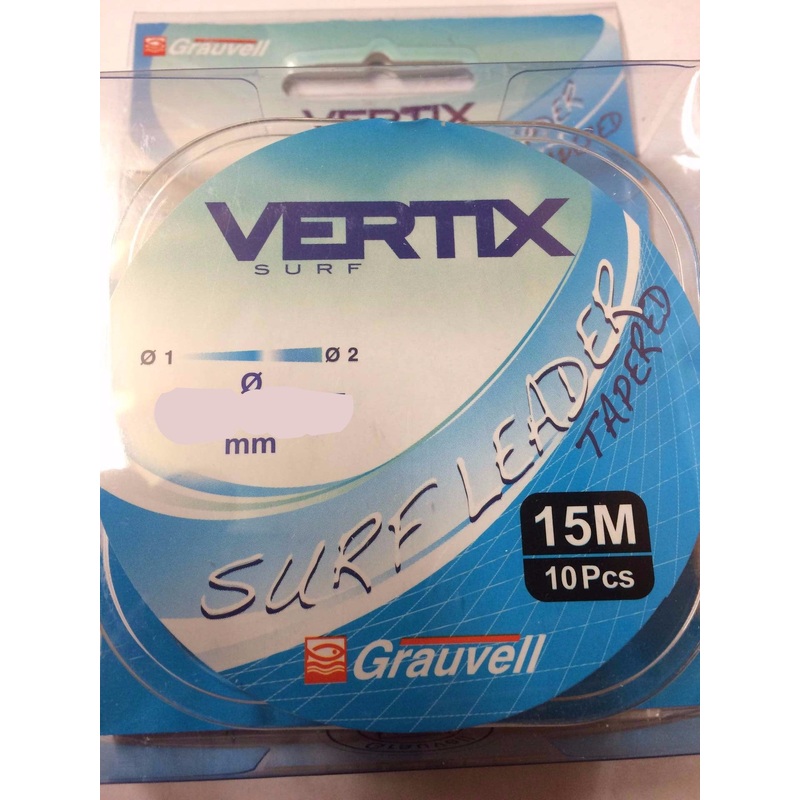 Grauvell
VERTIX
VERTIX
SURF
Ø 1 Ø 2
Ø
mm
SURF LEADER
TAPERED
15M
10Pcs
Grauvell